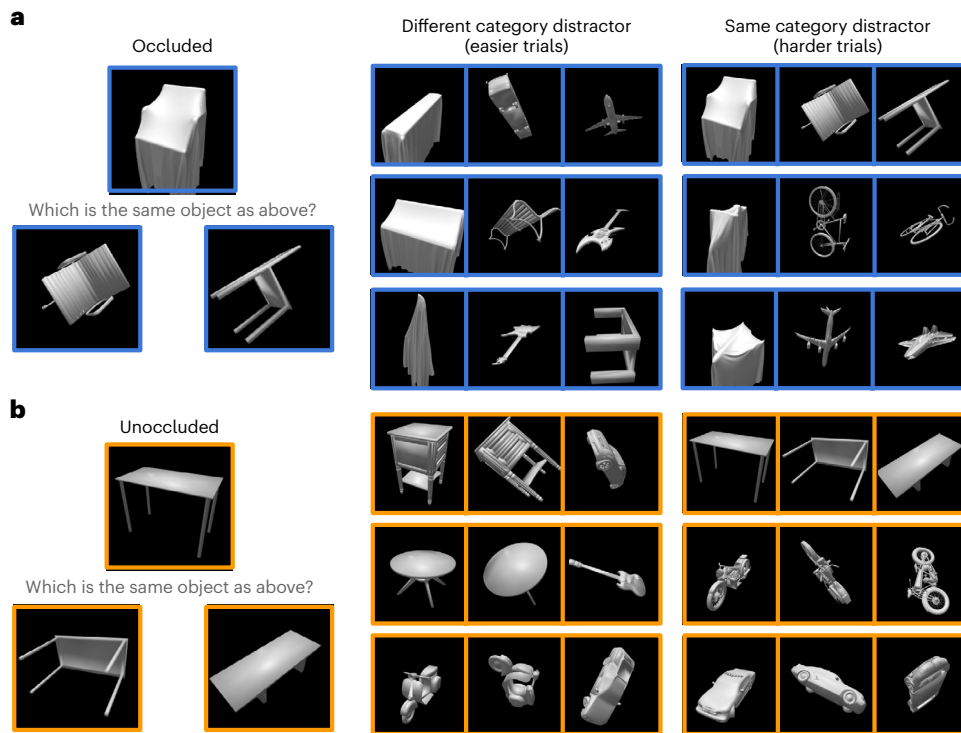 a
Occluded
Different category distractor
(easier trials)
Same category distractor
(harder trials)
Which is the same object as above?
b
Unoccluded
Which is the same object as above?